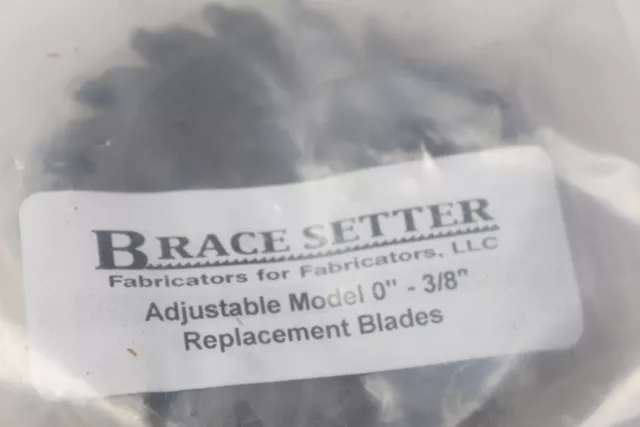 BRACE SETTER
Fabricators for Fabricators, LLC
Adjustable Model 0" - 3/8"
Replacement Blades